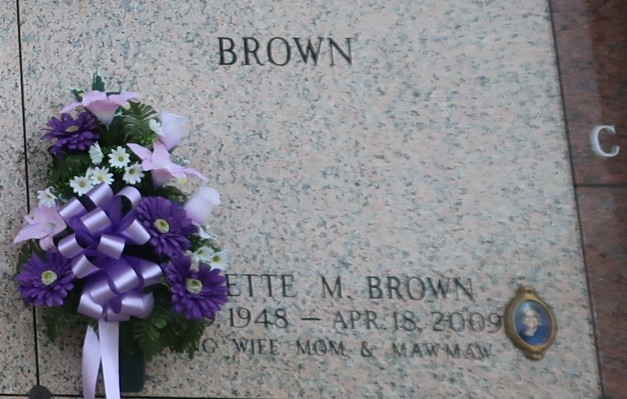 BROWN
C
ETTE M. BROWN
1948 – APR. 18, 2009
WIFE MOM & MAWMAW